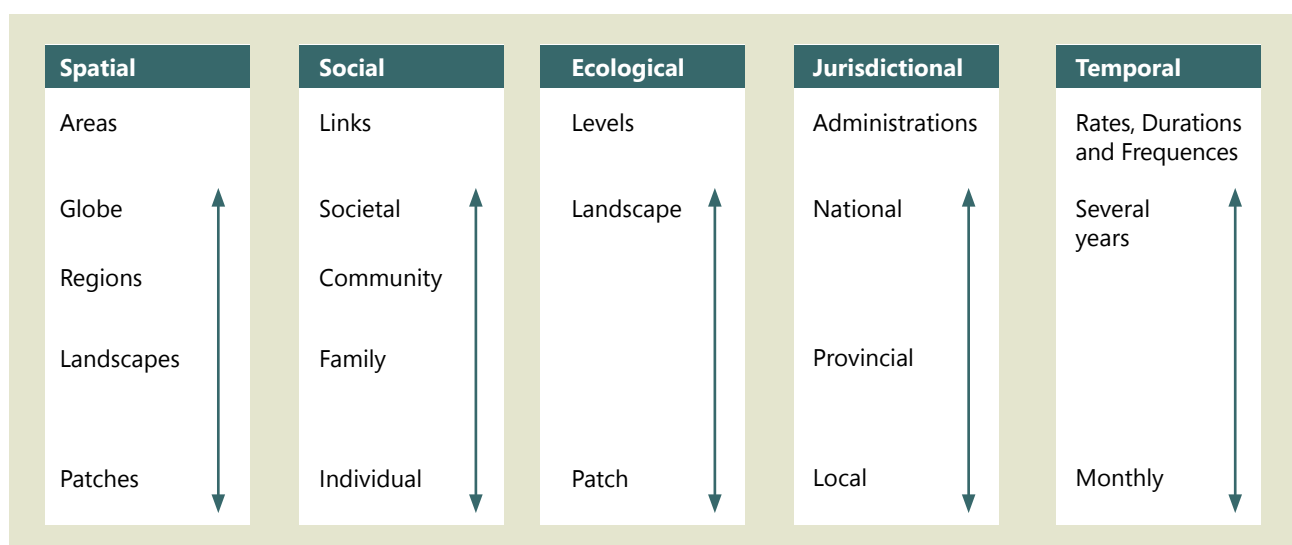 Spatial
Areas
Globe
Regions
Landscapes
Patches
Social
Links
Societal
Community
Family
Individual
Ecological
Levels
Landscape
Patch
Jurisdictional
Administrations
National
Provincial
Local
Temporal
Rates, Durations
and Frequences
Several
years
Monthly